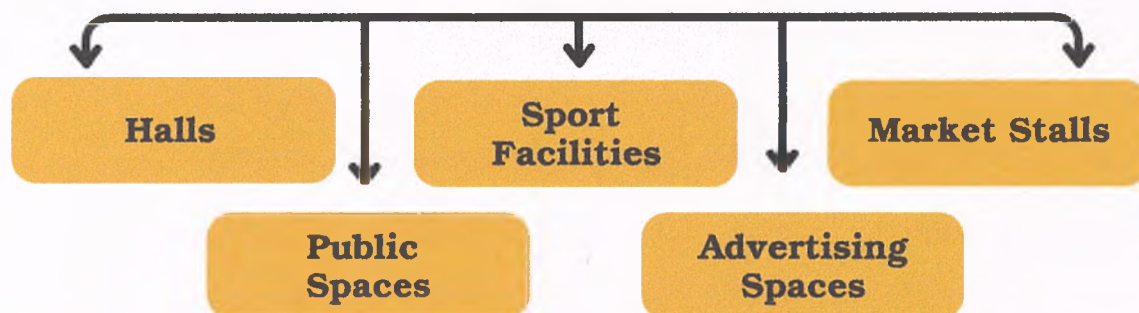 Halls
Sport
Facilities
Market Stalls
Public
Spaces
Advertising
Spaces